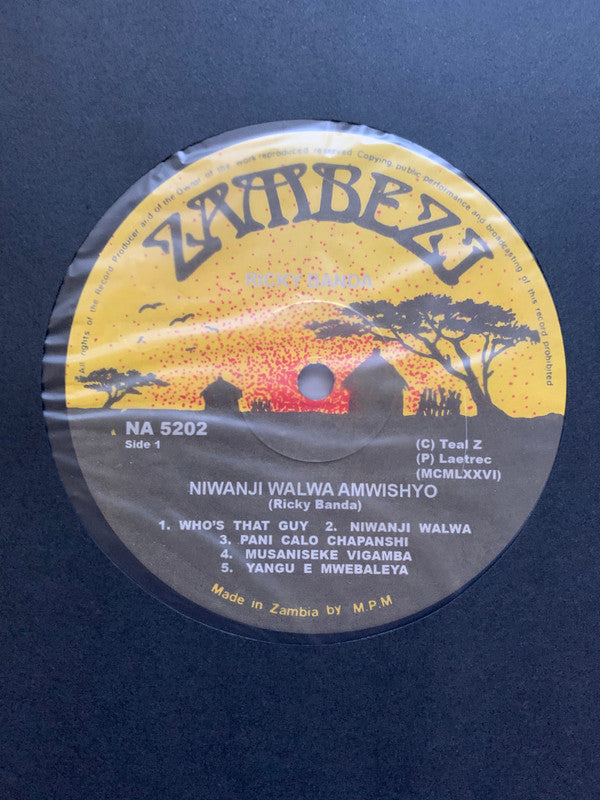 All rights of the Record Producer and of the Owner of the work reproduced reserved Copying, public performance and broadcasting of this record prohibited
ZAMBEZI
RICKY BANDA
NA 5202
Side 1
(C) Teal Z
(P) Laetrec
(MCMLXXVI)
NIWANJI WALWA AMWISHYO
(Ricky Banda)
1. WHO'S THAT GUY 2. NIWANJI WALWA
3. PANI CALO CHAPANSHI
4. MUSANISEKE VIGAMBA
5. YANGU E MWEBALEYA
Made in Zambia by M.P.M